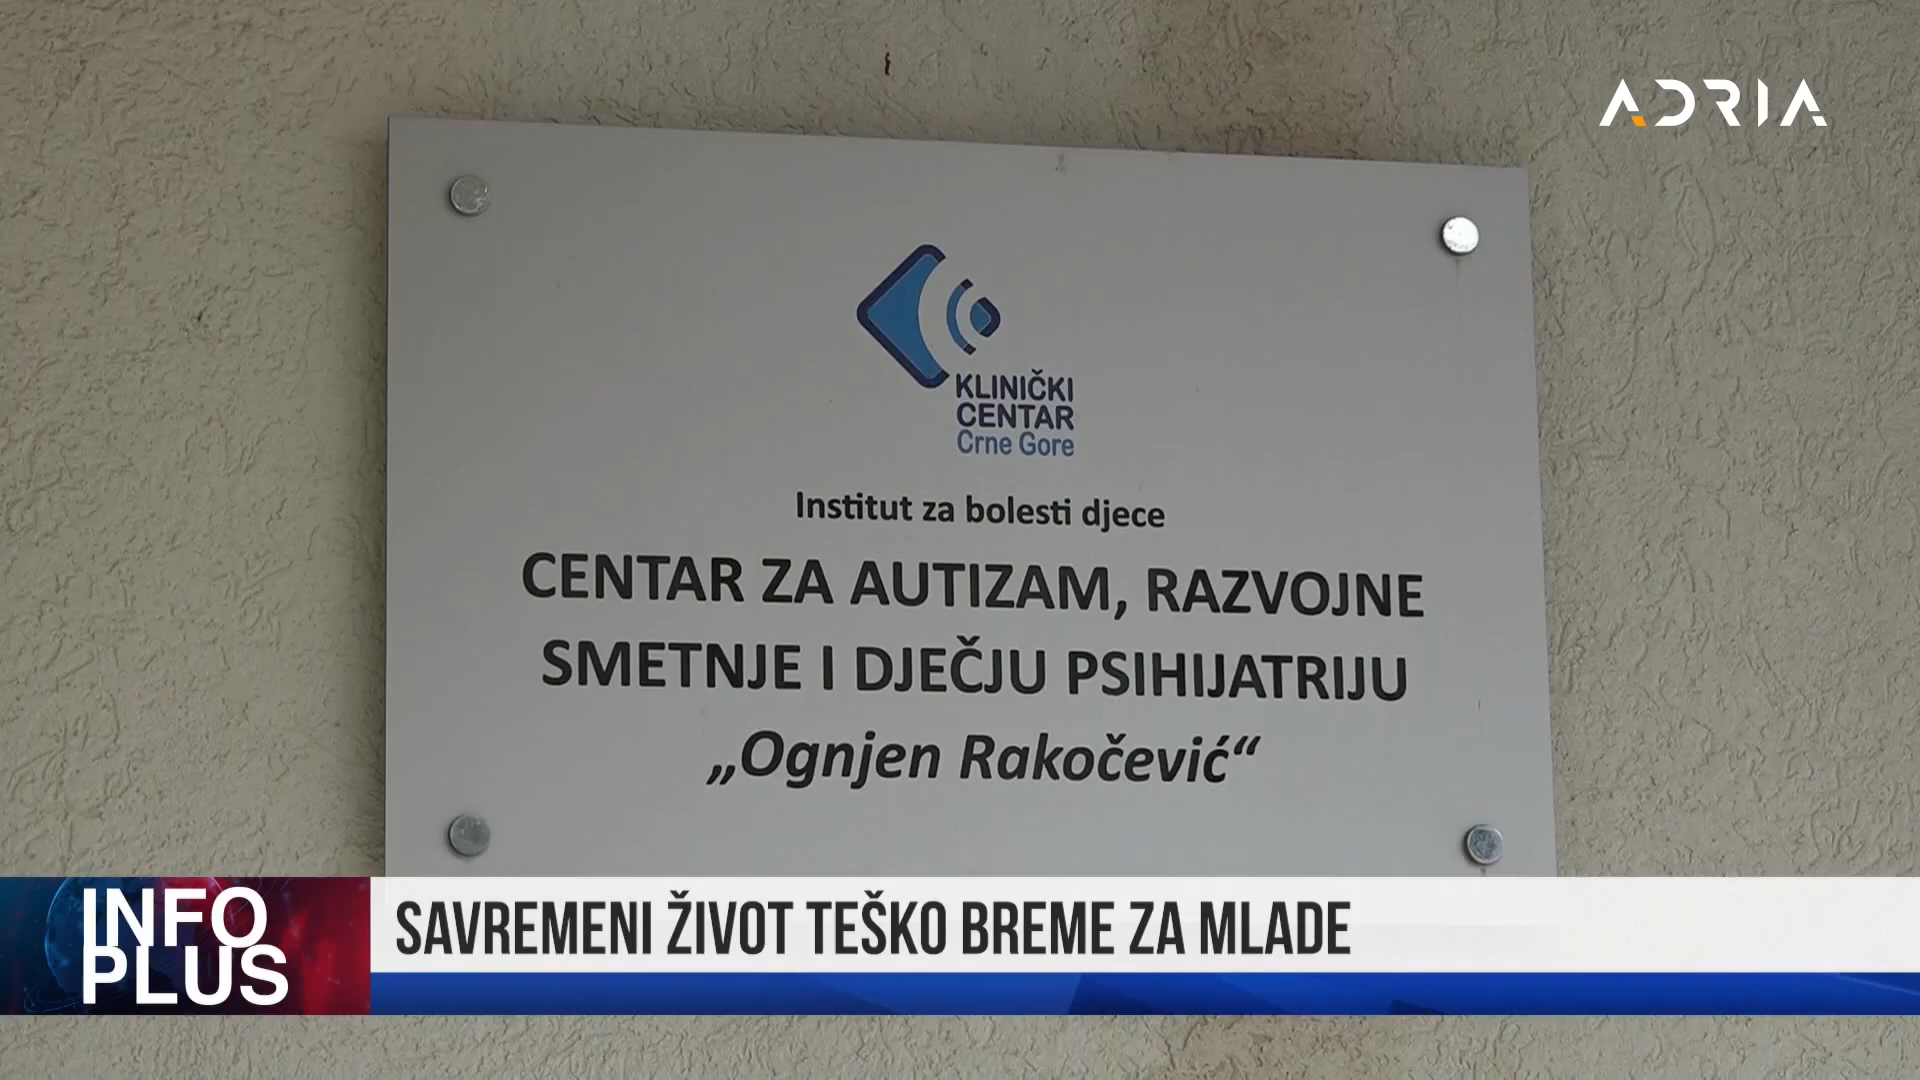 ADRIA
KLINIČKI
CENTAR
Crne Gore
Institut za bolesti djece
CENTAR ZA AUTIZAM, RAZVOJNE
SMETNJE I DJEČJU PSIHIJATRIJU
„Ognjen Rakočević“
INFO
PLUS
SAVREMENI ŽIVOT TEŠKO BREME ZA MLADE